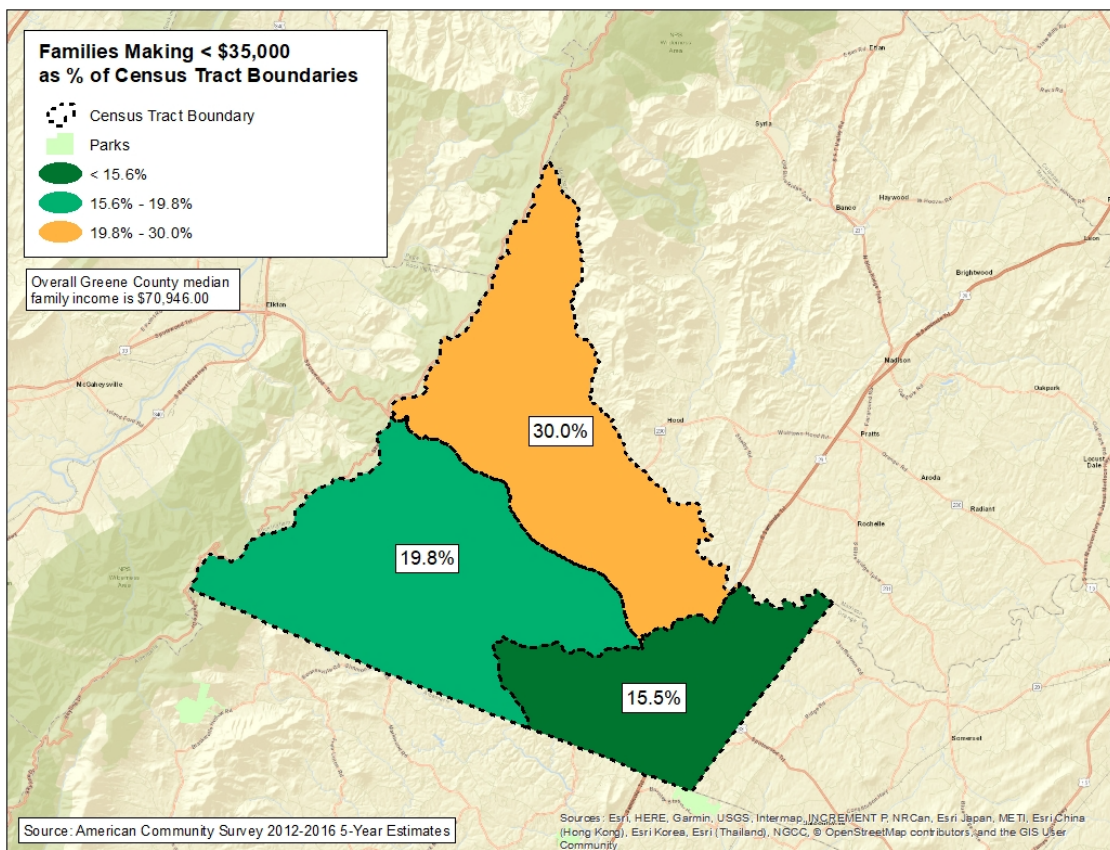 Families Making < $35,000
as % of Census Tract Boundaries
Census Tract Boundary
Parks
< 15.6%
15.6% - 19.8%
19.8% - 30.0%
Overall Greene County median
family income is $70,946.00
Etlan
Syria
Haywood
Banco
Leon
Brightwood
Elkton
McGaheysville
Madison
Oakpark
Hood
30.0%
Pratts
Locust
Dale
Aroda
Radiant
Rochelle
19.8%
15.5%
Somerset
Source: American Community Survey 2012-2016 5-Year Estimates
Sources: Esri, HERE, Garmin, USGS, Intermap, INCREMENT P, NRCan, Esri Japan, METI, Esri China
(Hong Kong), Esri Korea, Esri (Thailand), NGCC, © OpenStreetMap contributors, and the GIS User
Community